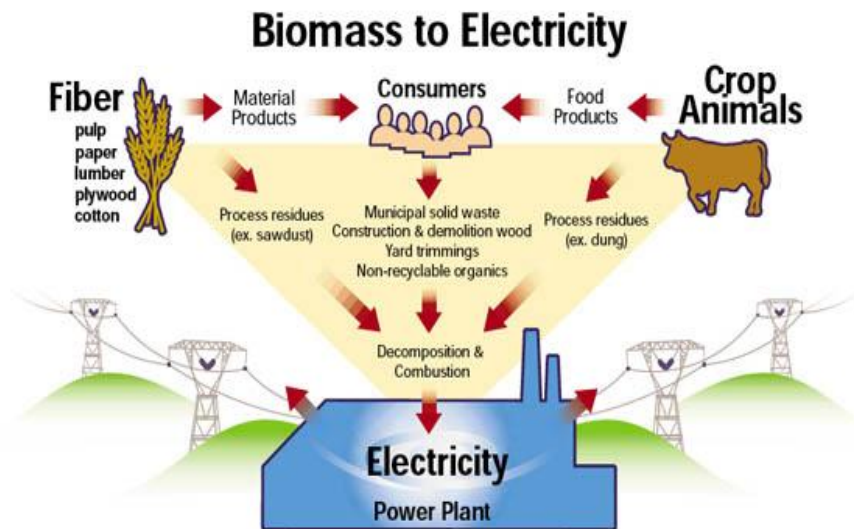 Biomass to Electricity
Fiber
pulp
paper
lumber
plywood
cotton
Material
Products
Consumers
Food
Products
Crop
Animals
Process residues
(ex. sawdust)
Municipal solid waste
Construction & demolition wood
Yard trimmings
Non-recyclable organics
Process residues
(ex. dung)
Decomposition &
Combustion
Electricity
Power Plant